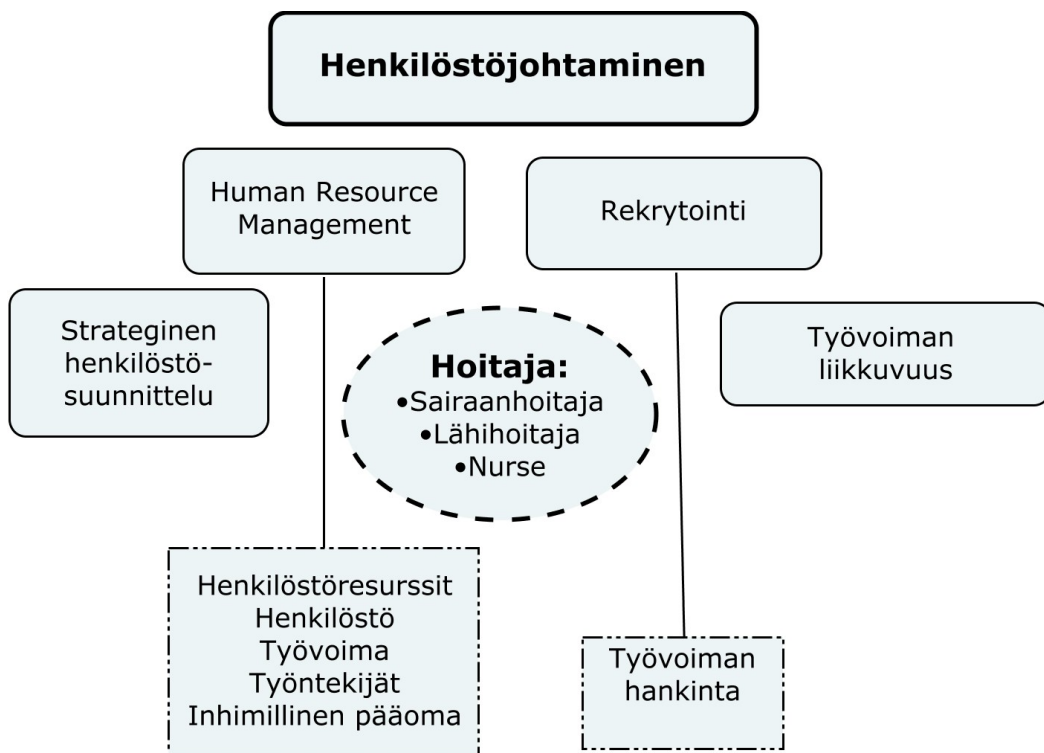 Henkilöstöjohtaminen
Human Resource
Management
Rekrytointi
Strateginen
henkilöstö-
suunnittelu
Työvoiman
liikkuvuus
Hoitaja:
•Sairaanhoitaja
•Lähihoitaja
•Nurse
Henkilöstöresurssit
Henkilöstö
Työvoima
Työntekijät
Inhimillinen pääoma
Työvoiman
hankinta